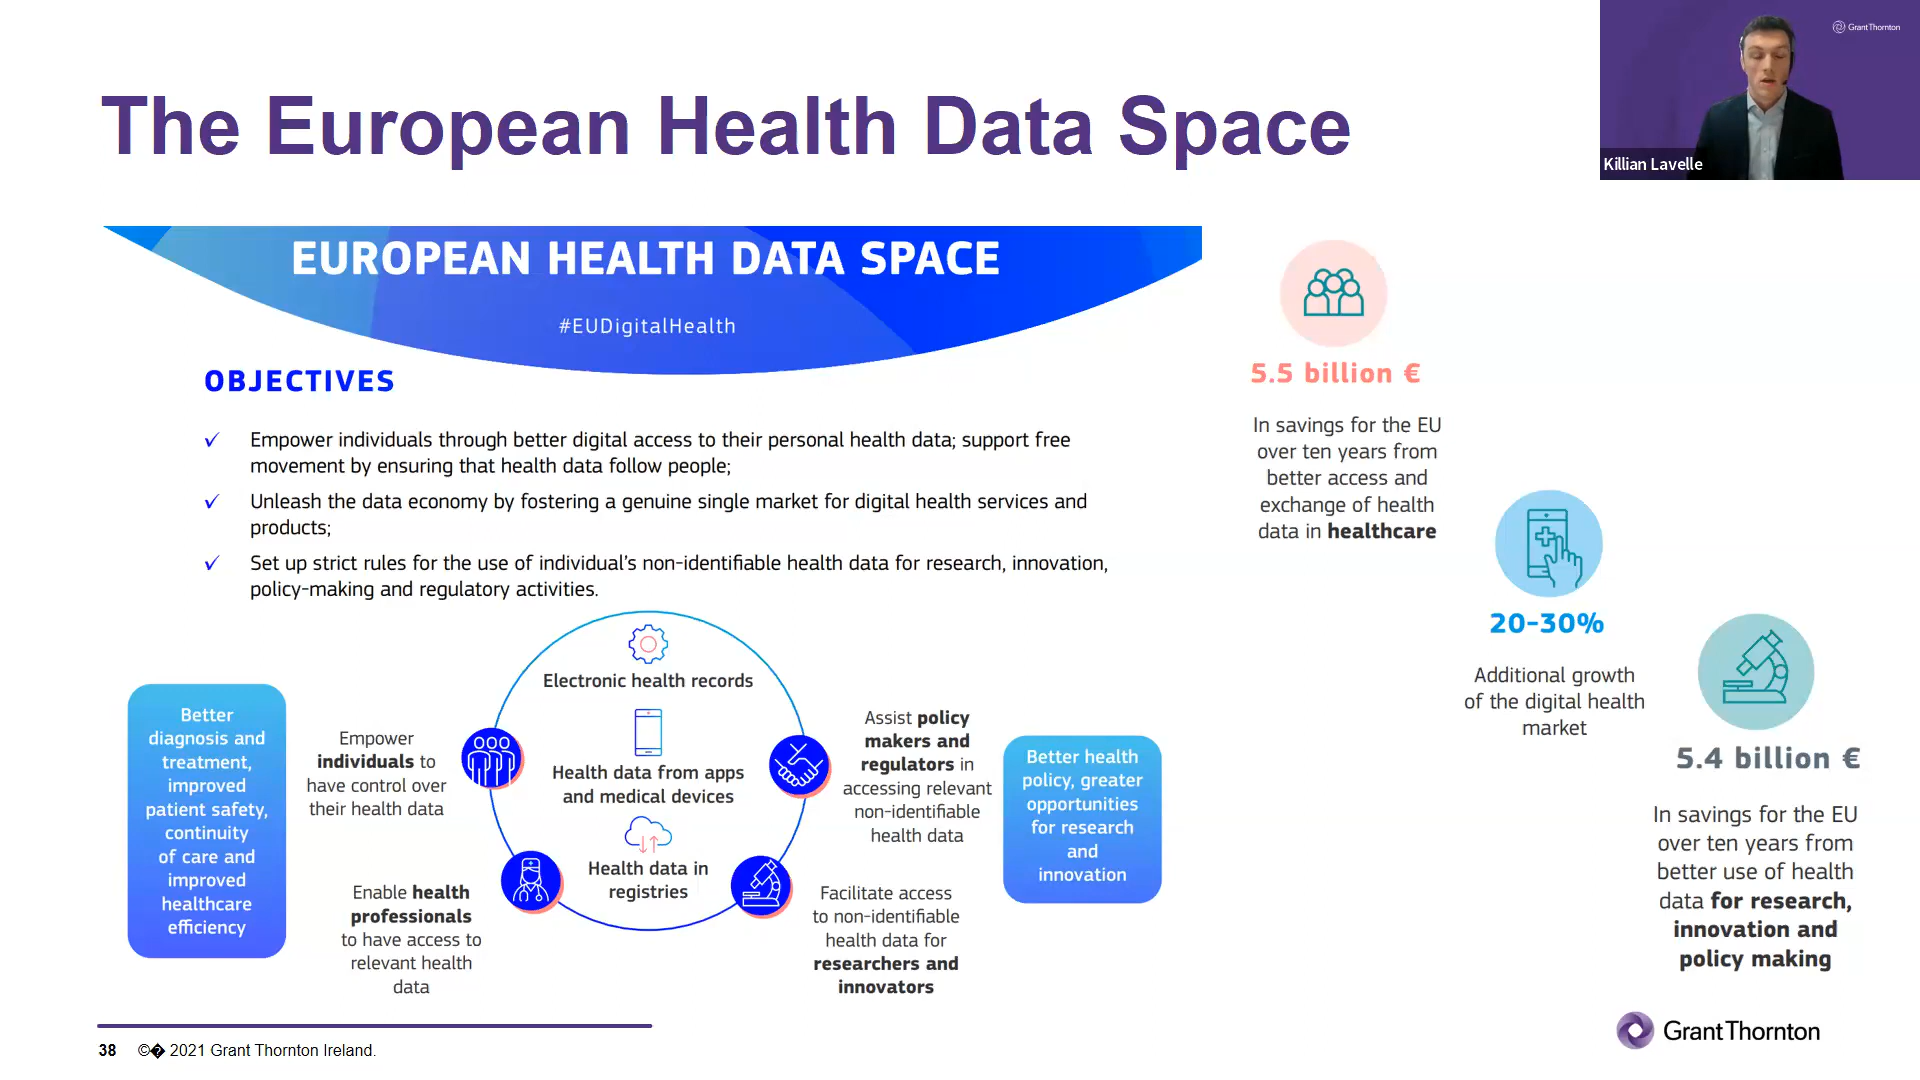 GrantThornton
Killian Lavelle
The European Health Data Space
EUROPEAN HEALTH DATA SPACE
#EUDigitalHealth
OBJECTIVES
✓ Empower individuals through better digital access to their personal health data; support free
movement by ensuring that health data follow people;
✓ Unleash the data economy by fostering a genuine single market for digital health services and
products;
✓ Set up strict rules for the use of individual’s non-identifiable health data for research, innovation,
policy-making and regulatory activities.
Better
diagnosis and
treatment,
improved
patient safety,
continuity
of care and
improved
healthcare
efficiency
Empower
individuals to
have control over
their health data
Enable health
professionals
to have access to
relevant health
data
Electronic health records
Health data from apps
and medical devices
Health data in
registries
Assist policy
makers and
regulators in
accessing relevant
non-identifiable
health data
Facilitate access
to non-identifiable
health data for
researchers and
innovators
Better health
policy, greater
opportunities
for research
and
innovation
5.5 billion €
In savings for the EU
over ten years from
better access and
exchange of health
data in healthcare
20-30%
Additional growth
of the digital health
market
5.4 billion €
In savings for the EU
over ten years from
better use of health
data for research,
innovation and
policy making
38 ©� 2021 Grant Thornton Ireland.
GrantThornton